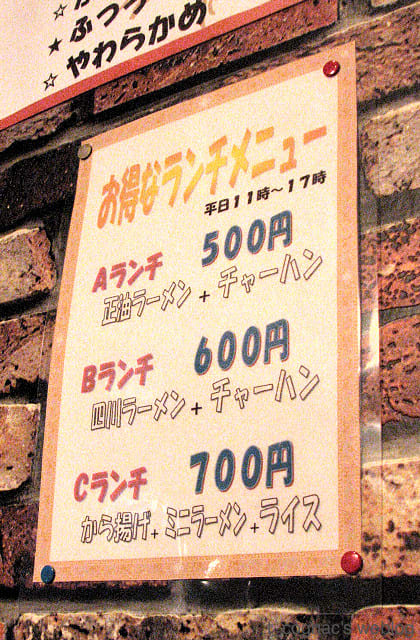 ☆ ふつう
★
☆ やわらかめ
お得なランチメニュー
平日11時～17時
Aランチ 500円
正油ラーメン + チャーハン
Bランチ 600円
四川ラーメン + チャーハン
Cランチ 700円
から揚げ + ミニラーメン + ライス